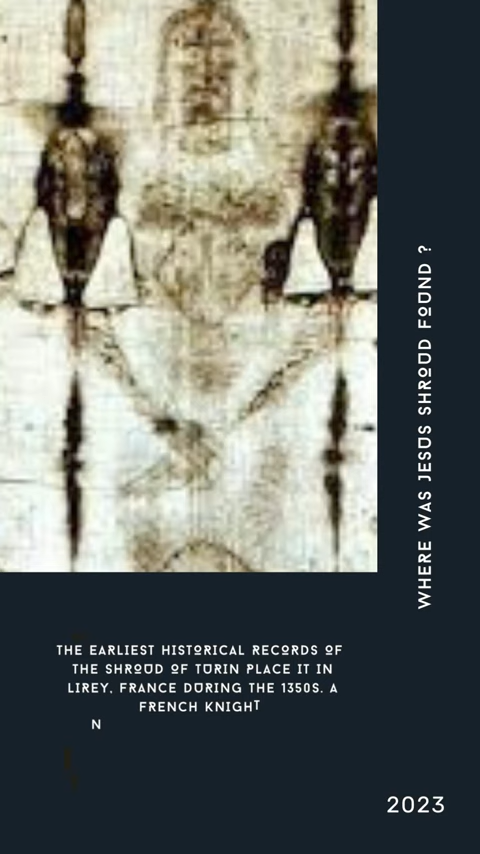 WHERE WAS JESUS SHROUD FOUND ?
THE EARLIEST HISTORICAL RECORDS OF
THE SHROUD OF TURIN PLACE IT IN
LIREY, FRANCE DURING THE 1350S. A
FRENCH KNIGHT
N
2023